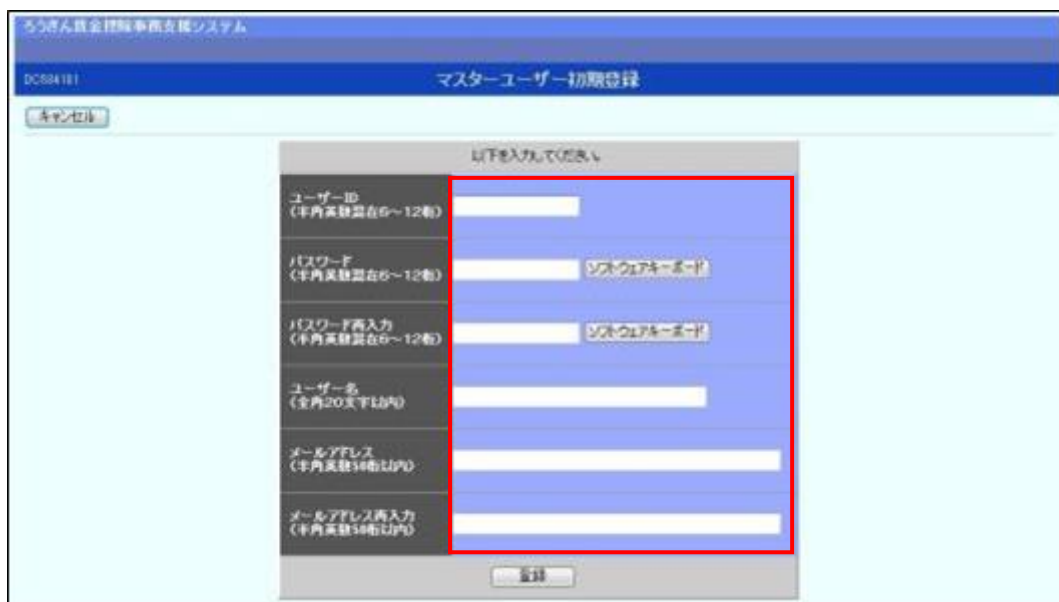 ろうきん賃金控除事務支援システム
DCS84101
マスターユーザー初期登録
キャンセル
以下を入力してください。
ユーザーID
(半角英数混在6～12桁)
パスワード
(半角英数混在6～12桁)
ソフトウェアキーボード
パスワード再入力
(半角英数混在6～12桁)
ソフトウェアキーボード
ユーザー名
(全角20文字以内)
メールアドレス
(半角英数50桁以内)
メールアドレス再入力
(半角英数50桁以内)
登録